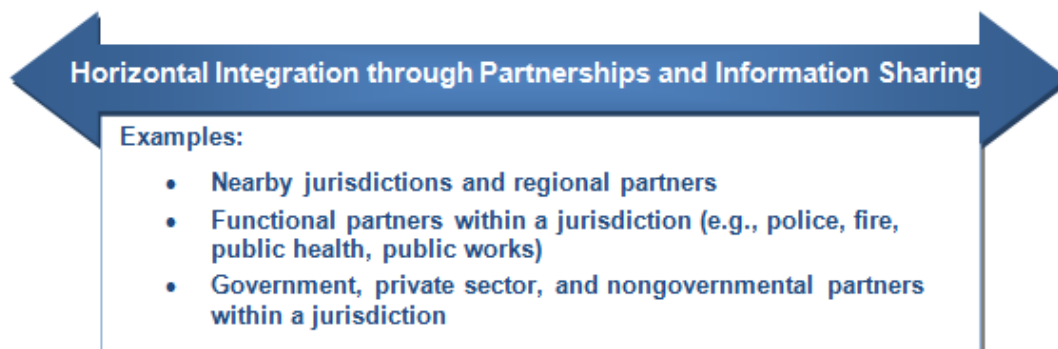 Horizontal Integration through Partnerships and Information Sharing
Examples:
• Nearby jurisdictions and regional partners
• Functional partners within a jurisdiction (e.g., police, fire,
public health, public works)
• Government, private sector, and nongovernmental partners
within a jurisdiction